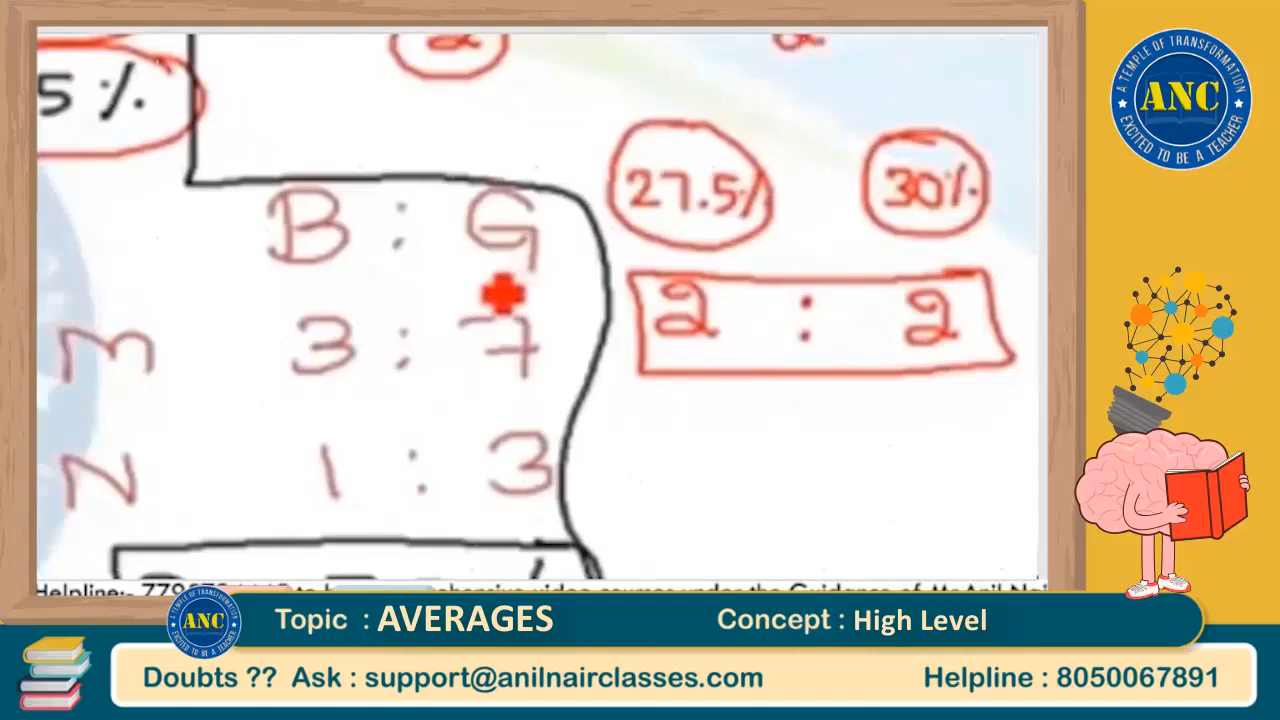 5%
27.5%
30%
B : G
2 : 2
M 3 : 7
N 1 : 3
A TEMPLE OF TRANSFORMATION
ANC
EXCITED TO BE A TEACHER
ANC
Topic : AVERAGES
Concept : High Level
Doubts ?? Ask : support@anilnairclasses.com
Helpline : 8050067891